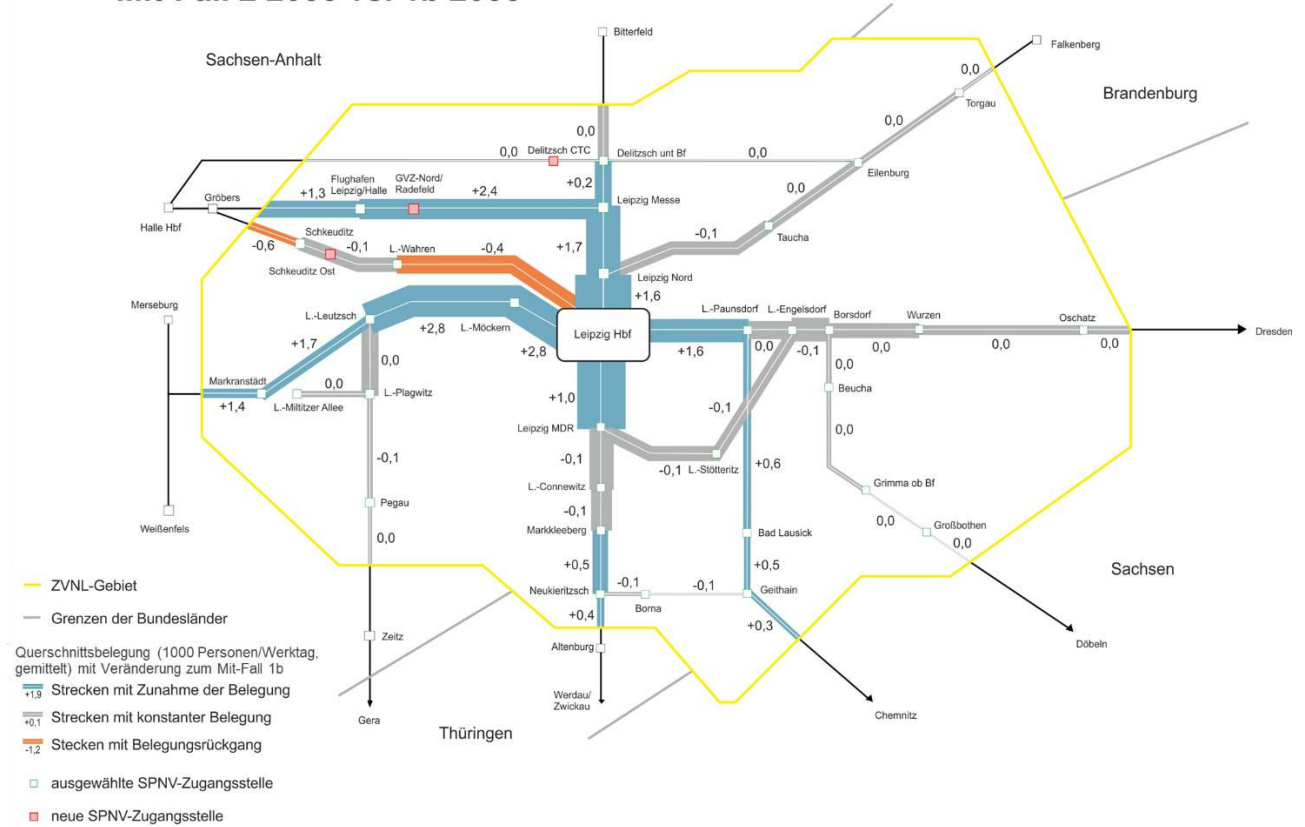 Bitterfeld
Sachsen-Anhalt
Falkenberg
0,0
Torgau
Brandenburg
0,0
0,0
0,0
Delitzsch CTC
Delitzsch unt Bf
0,0
Eilenburg
Flughafen
Leipzig/Halle
GVZ-Nord/
Radefeld
+0,2
0,0
+1,3
+2,4
Gröbers
Leipzig Messe
Halle Hbf
Schkeuditz
-0,1
Taucha
-0,6
-0,1
L.-Wahren
-0,4
+1,7
Schkeuditz Ost
Leipzig Nord
+1,6
Merseburg
L.-Leutzsch
L.-Paunsdorf
L.-Engelsdorf
Borsdorf
Wurzen
Oschatz
+2,8
L.-Möckern
Leipzig Hbf
Dresden
+1,7
+2,8
+1,6
0,0
-0,1
0,0
0,0
0,0
0,0
0,0
Markranstädt
0,0
L.-Plagwitz
Beucha
+1,4
L.-Miltitzer Allee
+1,0
-0,1
Leipzig MDR
0,0
-0,1
-0,1
-0,1
L.-Stötteritz
+0,6
L.-Connewitz
Grimma ob Bf
Pegau
-0,1
0,0
Großbothen
Weißenfels
Markkleeberg
Bad Lausick
0,0
0,0
+0,5
+0,5
Sachsen
ZVNL-Gebiet
Neukieritzsch
-0,1
-0,1
Geithain
Borna
Grenzen der Bundesländer
+0,4
+0,3
Zeitz
Altenburg
Döbeln
Querschnittsbelegung (1000 Personen/Werktag,
gemittelt) mit Veränderung zum Mit-Fall 1b
+1,9 Strecken mit Zunahme der Belegung
Werdau/
Zwickau
+0,1 Strecken mit konstanter Belegung
Gera
Chemnitz
Thüringen
-1,2 Stecken mit Belegungsrückgang
ausgewählte SPNV-Zugangsstelle
neue SPNV-Zugangsstelle